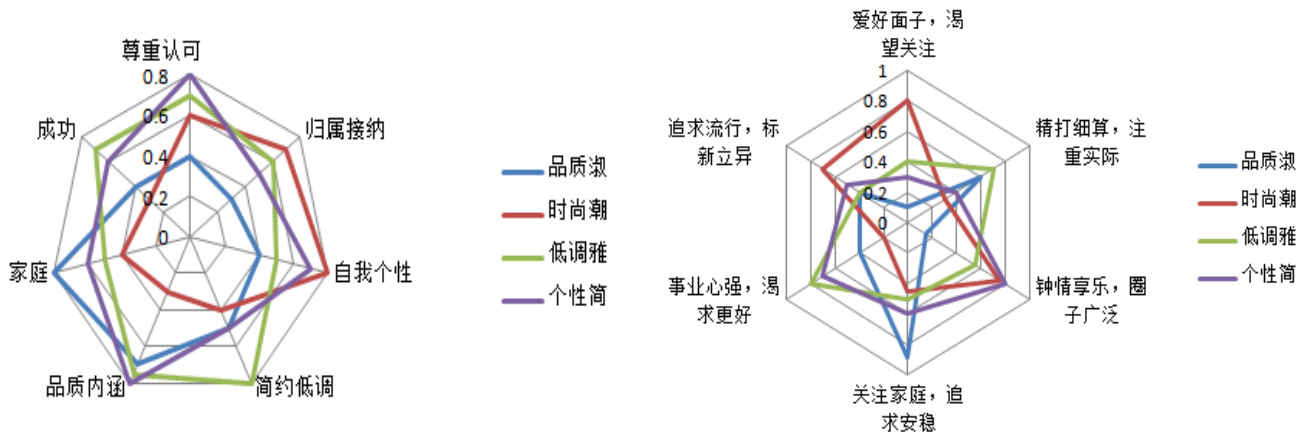 尊重认可
0.8
0.6
0.4
0.2
0
归属接纳
自我个性
简约低调
品质内涵
家庭
成功
品质淑
时尚潮
低调雅
个性简
爱好面子，渴
望关注
1
0.8
0.6
0.4
0.2
0
精打细算，注
重实际
钟情享乐，圈
子广泛
关注家庭，追
求安稳
事业心强，渴
求更好
追求流行，标
新立异
品质淑
时尚潮
低调雅
个性简